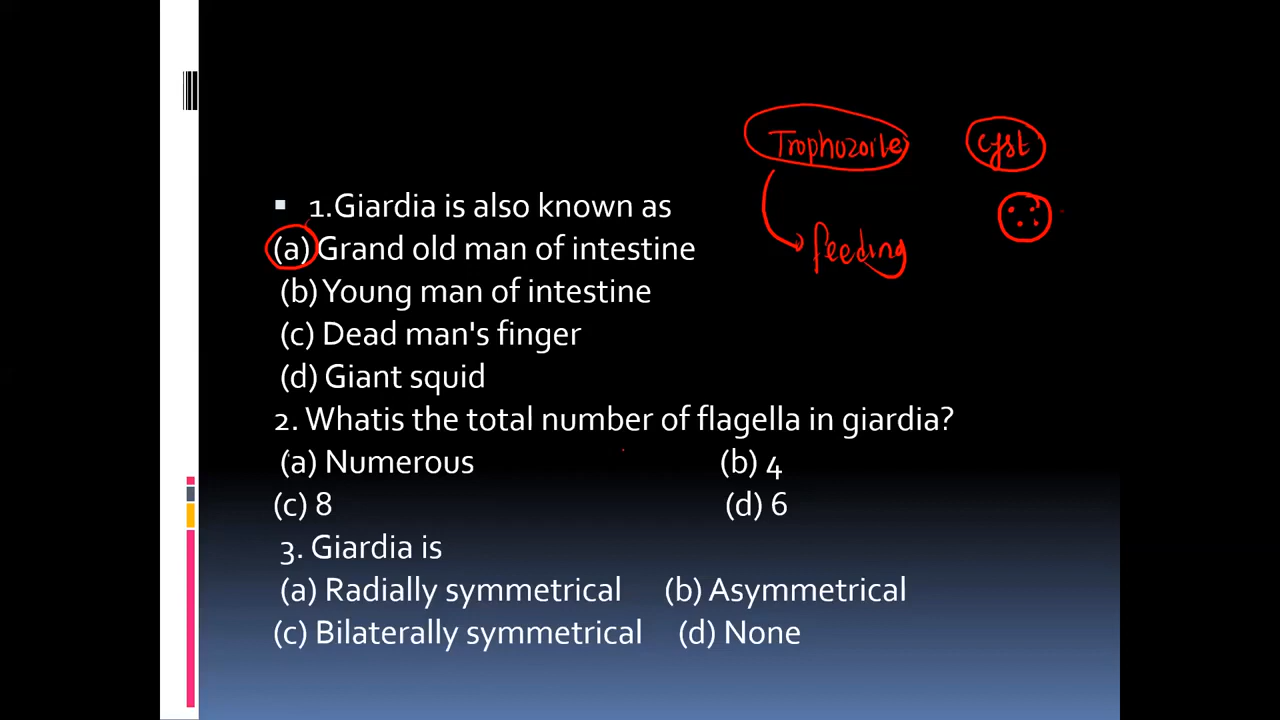 Trophozoite Cyst
1.Giardia is also known as
(a) Grand old man of intestine
feeding
(b) Young man of intestine
(c) Dead man's finger
(d) Giant squid
2. Whatis the total number of flagella in giardia?
(a) Numerous (b) 4
(c) 8 (d) 6
3. Giardia is
(a) Radially symmetrical (b) Asymmetrical
(c) Bilaterally symmetrical (d) None